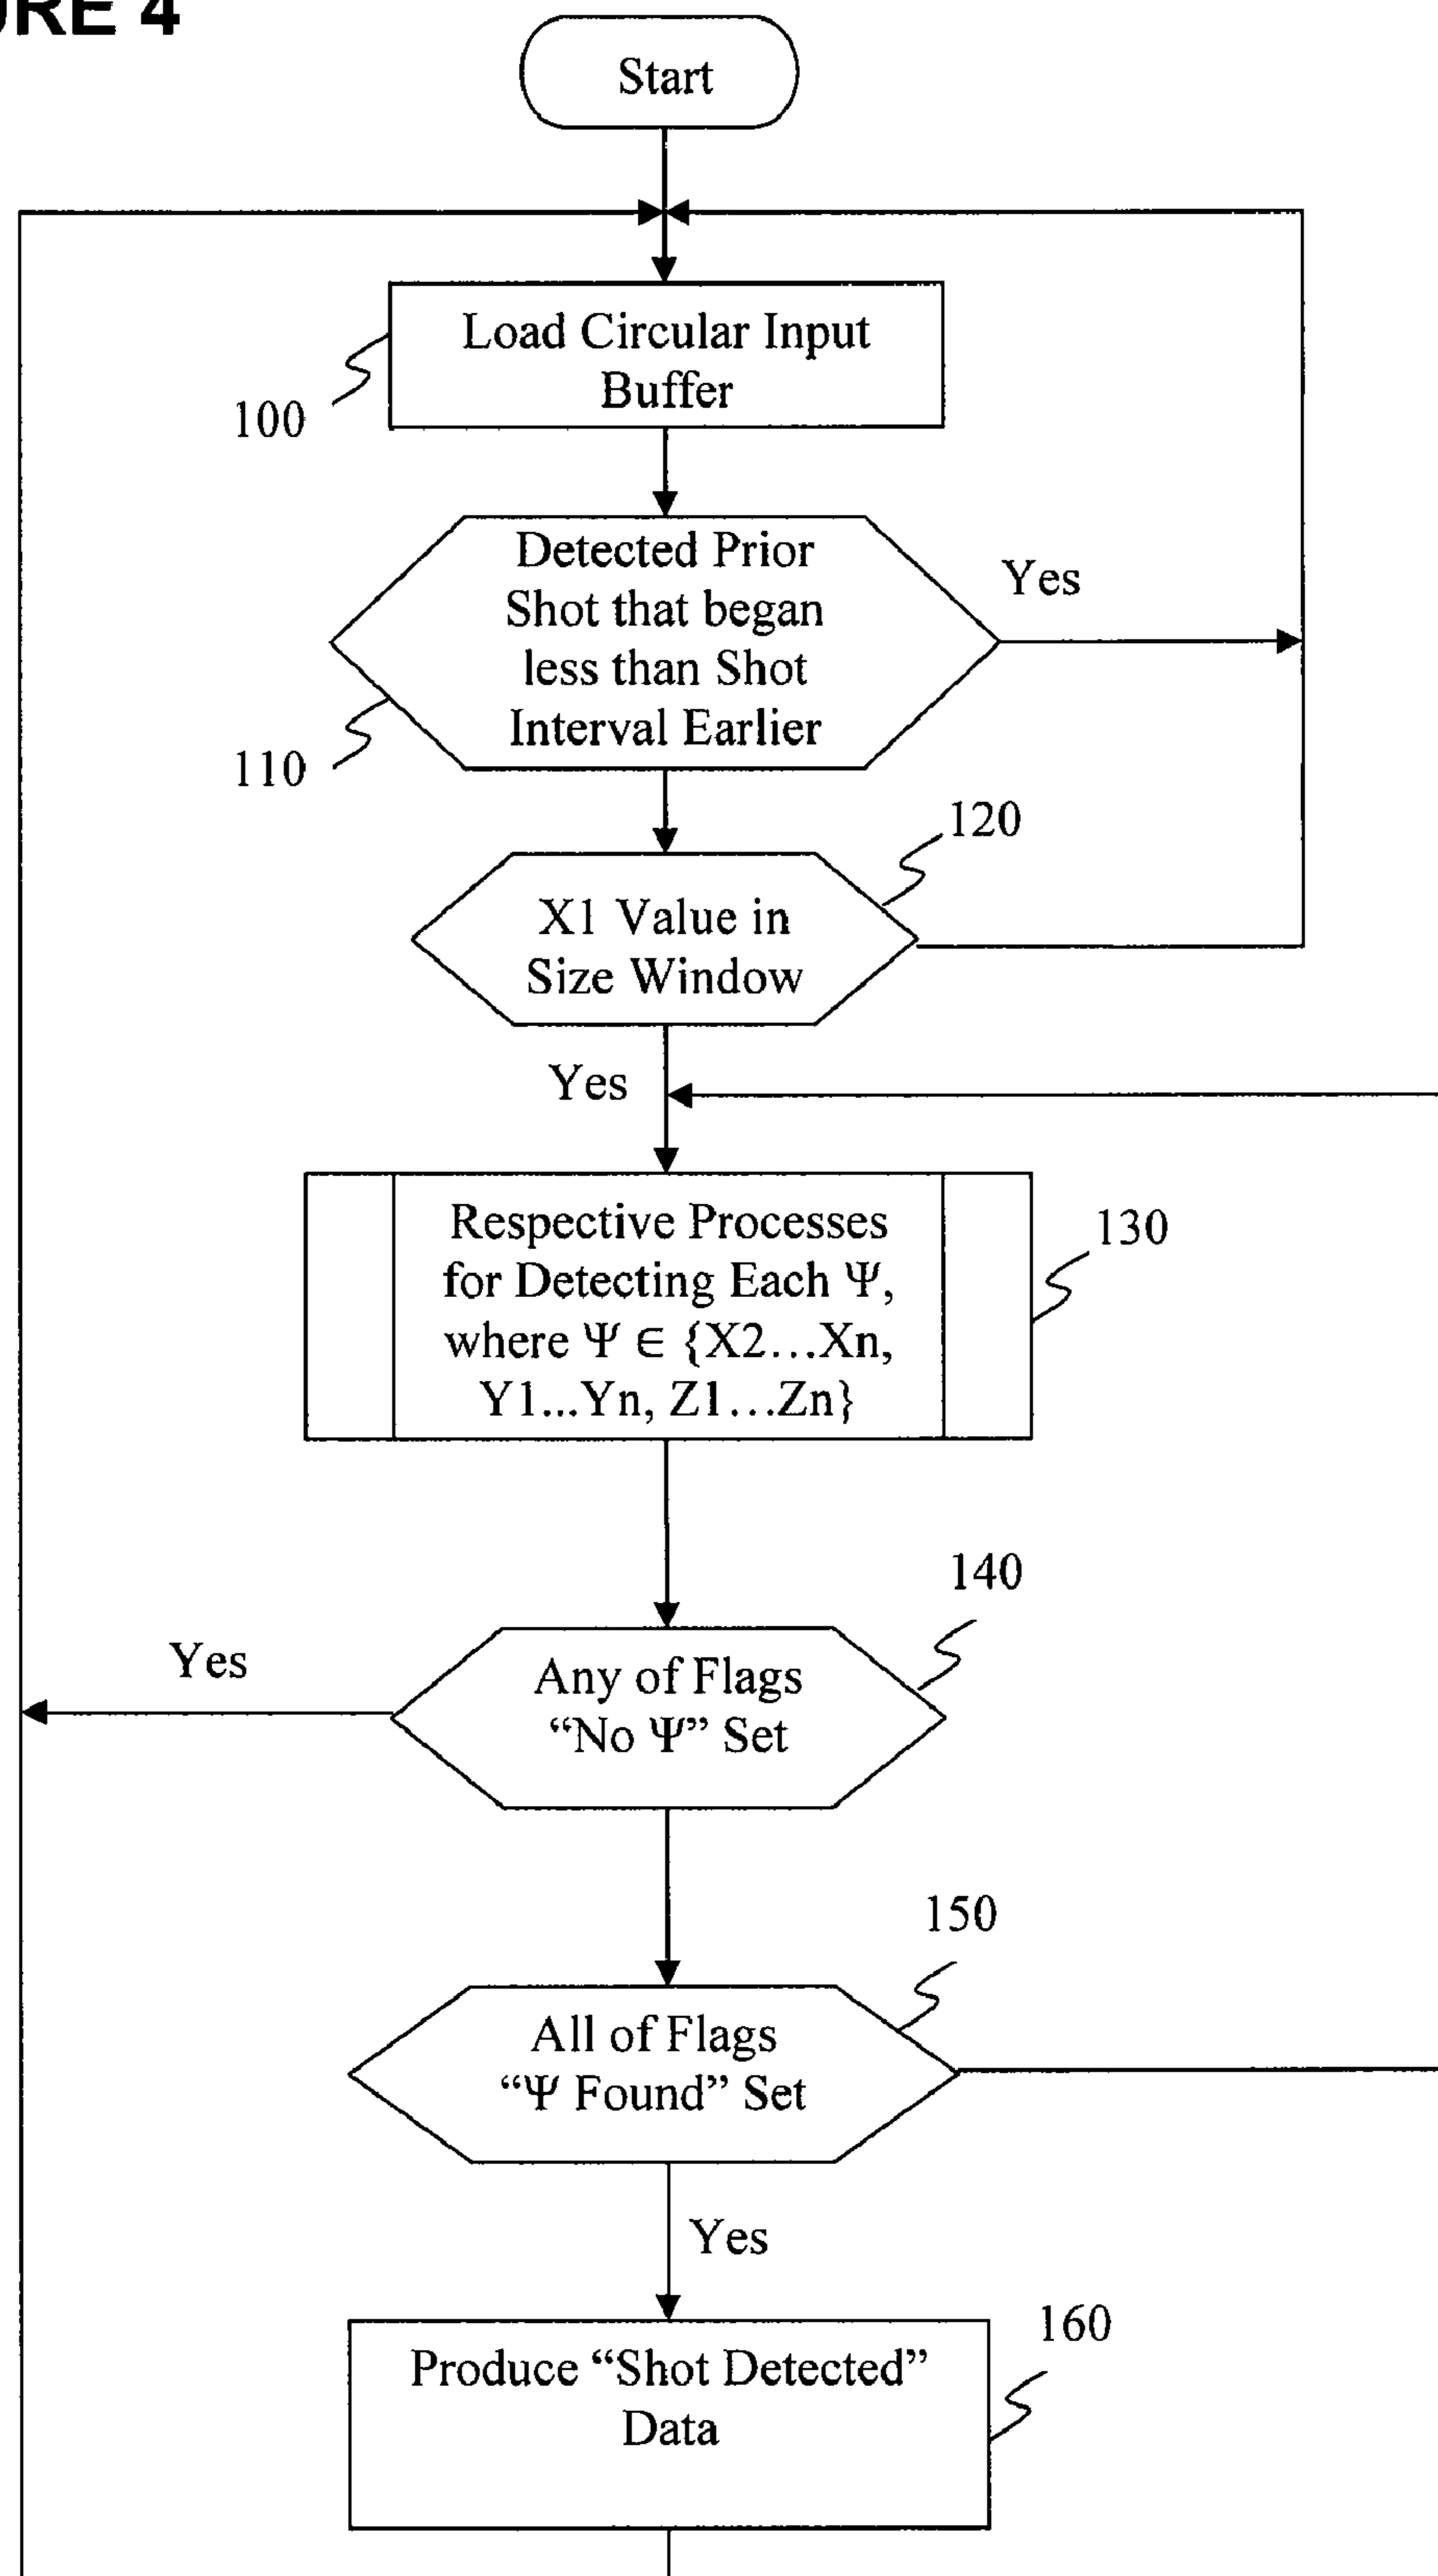 URE 4
Start
Load Circular Input
Buffer
100
Detected Prior
Shot that began
less than Shot
Interval Earlier
Yes
110
120
X1 Value in
Size Window
Yes
Respective Processes
for Detecting Each Ψ,
where Ψ ∈ {X2…Xn,
Y1...Yn, Z1…Zn}
130
140
Yes
Any of Flags
“No Ψ” Set
150
All of Flags
“Ψ Found” Set
Yes
160
Produce “Shot Detected”
Data